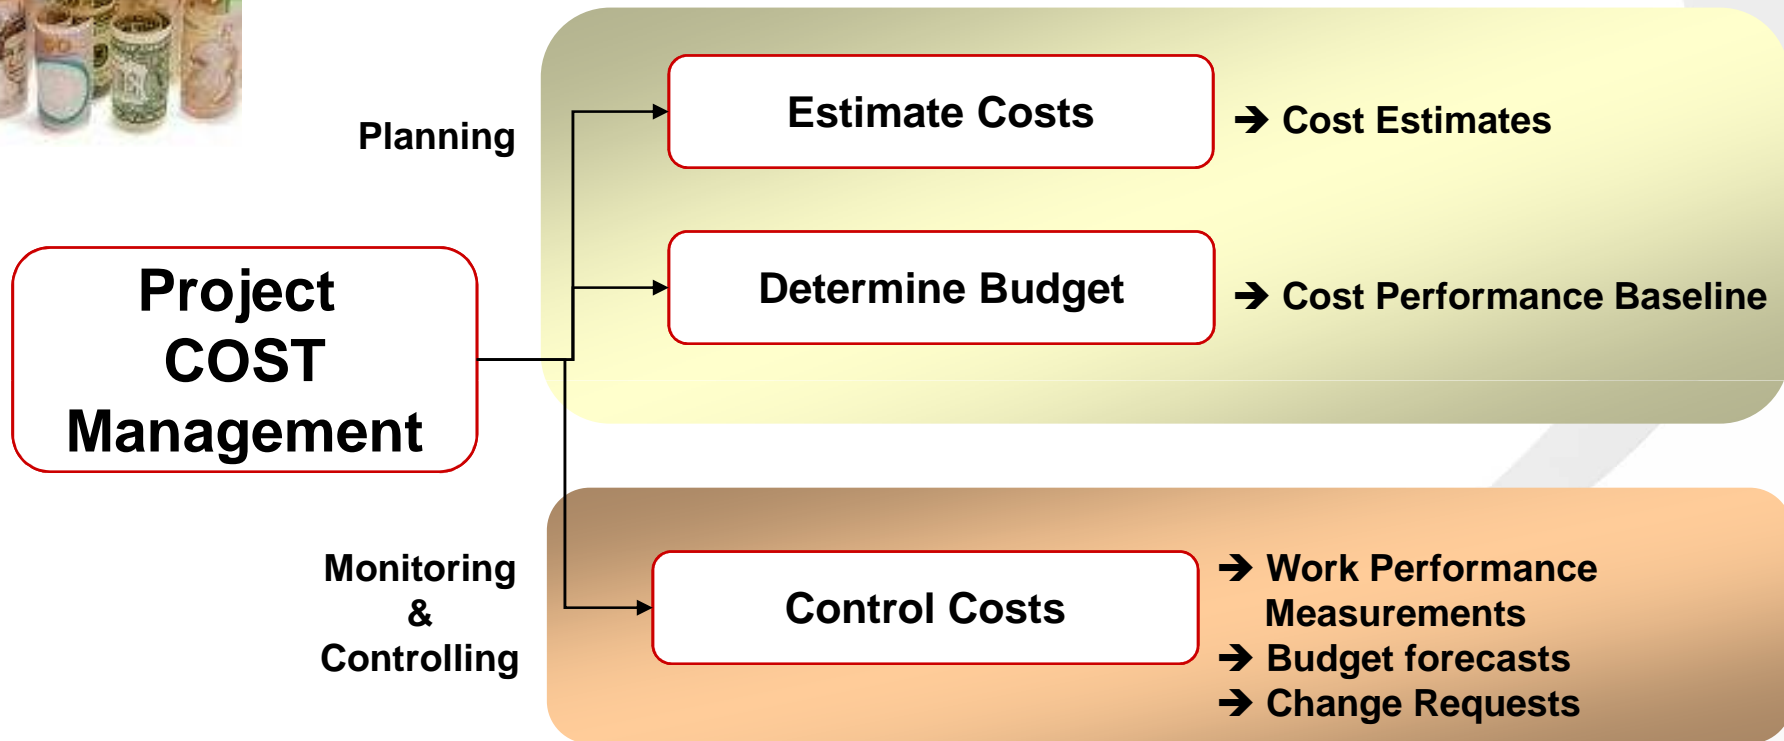 Planning
Estimate Costs
➔ Cost Estimates
Determine Budget
➔ Cost Performance Baseline
Project
COST
Management
Monitoring
&
Controlling
Control Costs
➔ Work Performance
Measurements
➔ Budget forecasts
➔ Change Requests